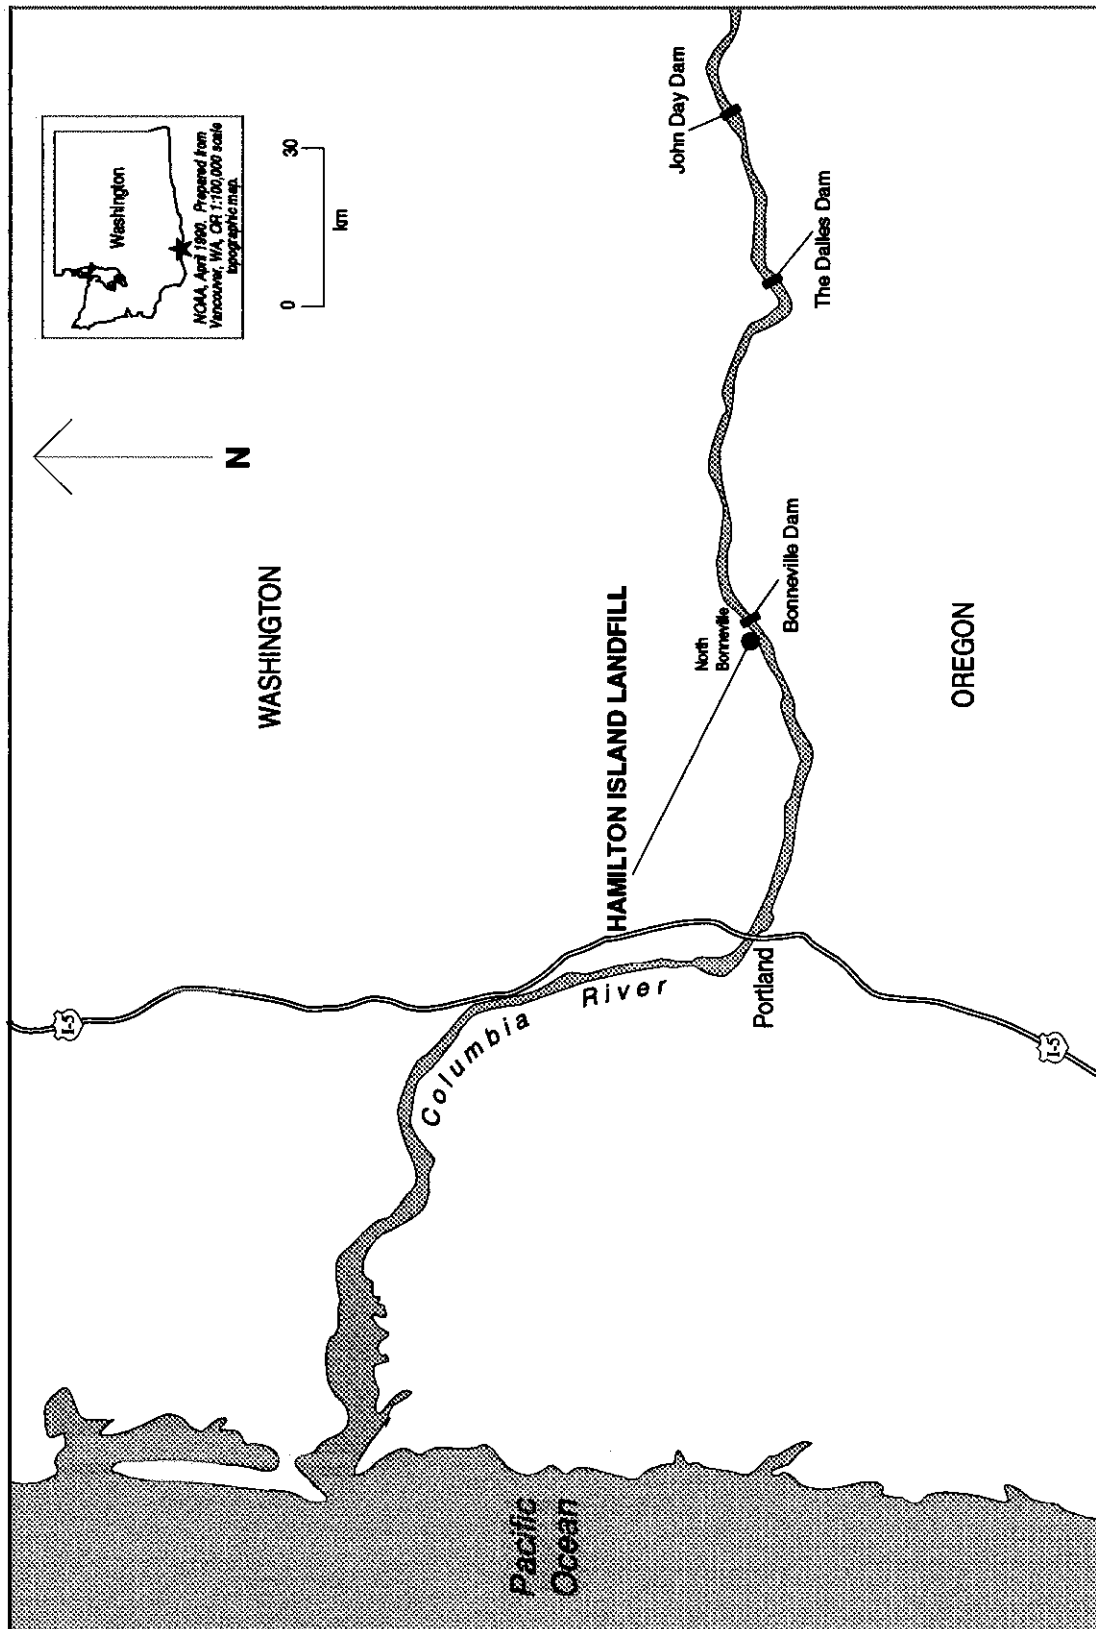 Washington
NOAA, April 1990. Prepared from
Vancouver, WA, OR 1:100,000 scale
topographic map.
0
30
km
N
I-5
WASHINGTON
HAMILTON ISLAND LANDFILL
Columbia River
North
Bonneville
Bonneville Dam
The Dalles Dam
John Day Dam
Portland
OREGON
I-5
Pacific
Ocean